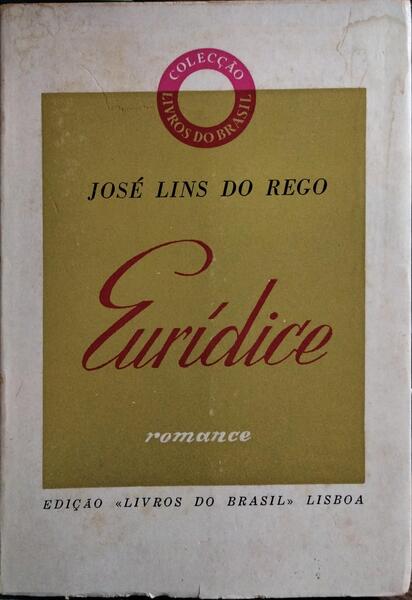 COLECÇÃO
LIVROS DO BRASIL
JOSÉ LINS DO REGO
Eurídice
romance
EDIÇÃO «LIVROS DO BRASIL» LISBOA